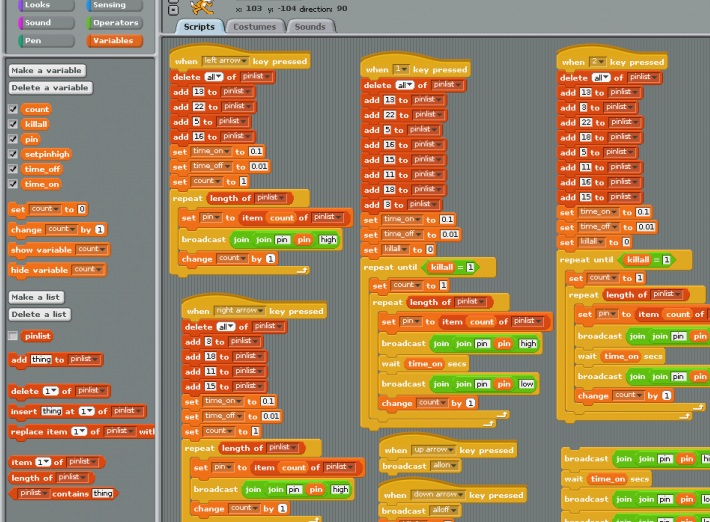 x: 103 y: -104 direction: 90
Looks
Sensing
Sound
Operators
Pen
Variables
Scripts
Costumes
Sounds
Make a variable
Delete a variable
count
killall
pin
setpinhigh
time_off
time_on
set count to 0
change count by 1
show variable count
hide variable count
Make a list
Delete a list
pinlist
add thing to pinlist
delete 1 of pinlist
insert thing at 1 of pinlist
replace item 1 of pinlist with
item 1 of pinlist
length of pinlist
pinlist contains thing
when left arrow key pressed
delete all of pinlist
add 13 to pinlist
add 22 to pinlist
add 5 to pinlist
add 16 to pinlist
set time_on to 0.1
set time_off to 0.01
set count to 1
repeat length of pinlist
set pin to item count of pinlist
broadcast join join pin pin high
change count by 1
when right arrow key pressed
delete all of pinlist
add 3 to pinlist
add 18 to pinlist
add 11 to pinlist
add 15 to pinlist
set time_on to 0.1
set time_off to 0.01
set count to 1
repeat length of pinlist
set pin to item count of pinlist
broadcast join join pin pin high
change count by 1
when 1 key pressed
delete all of pinlist
add 13 to pinlist
add 22 to pinlist
add 5 to pinlist
add 16 to pinlist
add 15 to pinlist
add 11 to pinlist
add 18 to pinlist
add 3 to pinlist
set time_on to 0.1
set time_off to 0.01
set killall to 0
repeat until killall = 1
set count to 1
repeat length of pinlist
set pin to item count of pinlist
broadcast join join pin pin high
wait time_on secs
broadcast join join pin pin low
change count by 1
when up arrow key pressed
broadcast allon
when down arrow key pressed
broadcast alloff
when 2 key pressed
delete all of pinlist
add 13 to pinlist
add 3 to pinlist
add 22 to pinlist
add 18 to pinlist
add 5 to pinlist
add 11 to pinlist
add 16 to pinlist
add 15 to pinlist
set time_on to 0.1
set time_off to 0.01
set killall to 0
repeat until killall = 1
set count to 1
repeat length of pinlist
set pin to item count of
broadcast join join pin pin
wait time_on secs
broadcast join join pin pin
change count by 1
broadcast join join pin pin
wait time_on secs
broadcast join join pin pin